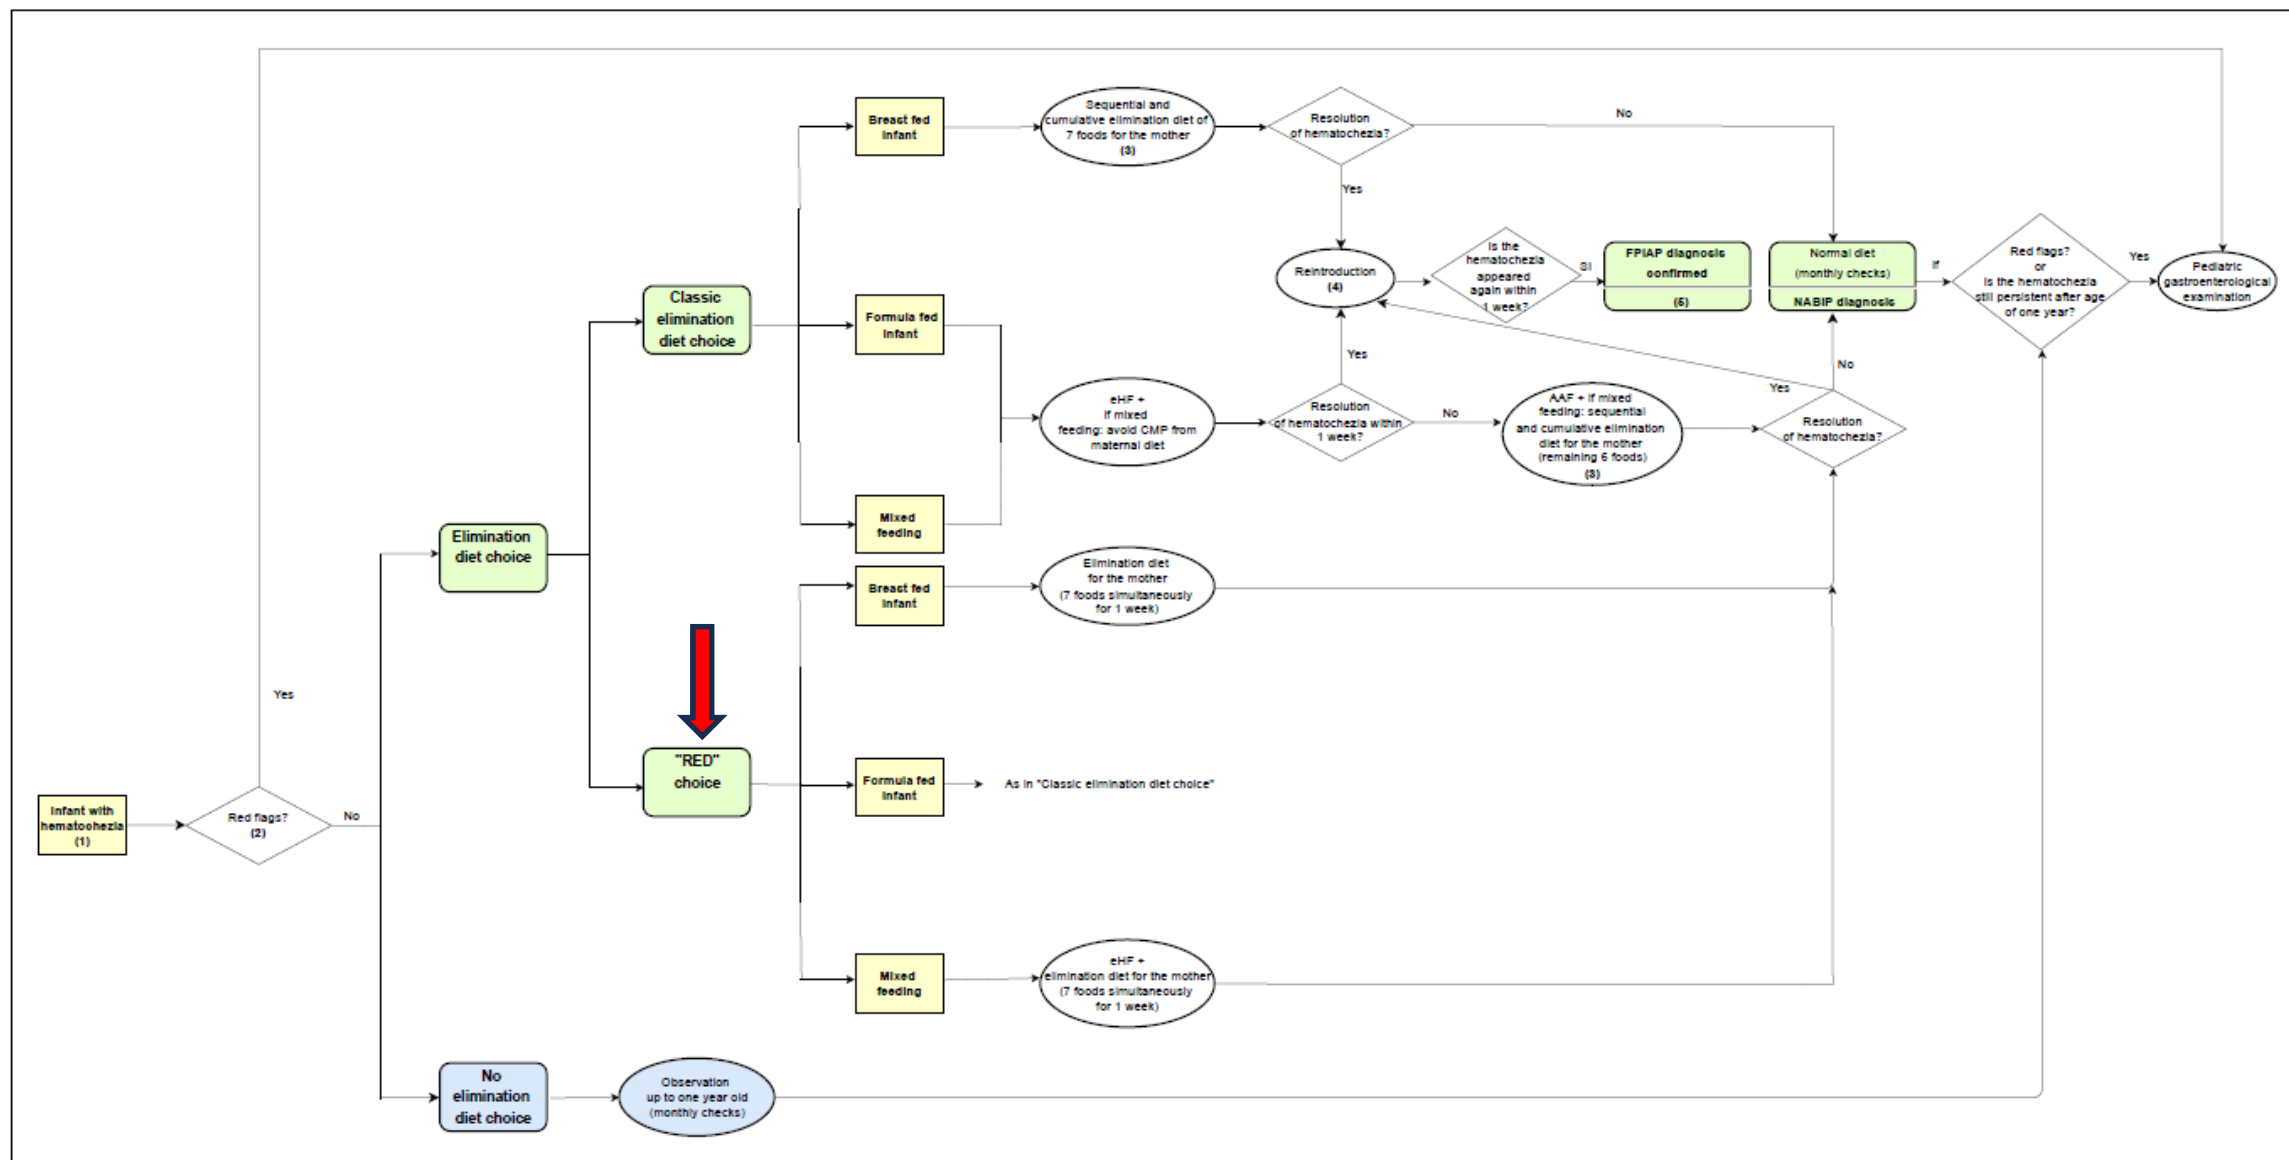 Breast fed
infant
Sequential and
cumulative elimination diet of
7 foods for the mother
(3)
Resolution
of hematochezia?
No
Yes
Reintroduction
(4)
Is the
hematochezia
appeared
again within
1 week?
Si
FPIAP diagnosis
confirmed
(5)
Normal diet
(monthly checks)
NABIP diagnosis
If
Red flags?
or
Is the hematochezia
still persistent after age
of one year?
Yes
Pediatric
gastroenterological
examination
Classic
elimination
diet choice
Formula fed
infant
eHF +
if mixed
feeding: avoid CMP from
maternal diet
Yes
Resolution
of hematochezia within
1 week?
No
AAF + if mixed
feeding: sequential
and cumulative elimination
diet for the mother
(remaining 6 foods)
(3)
Yes
No
Resolution
of hematochezia?
Mixed
feeding
Elimination
diet choice
Breast fed
infant
Elimination diet
for the mother
(7 foods simultaneously
for 1 week)
Yes
"RED"
choice
Formula fed
infant
As in "Classic elimination diet choice"
Infant with
hematochezia
(1)
Red flags?
(2)
No
Mixed
feeding
eHF +
elimination diet for the mother
(7 foods simultaneously
for 1 week)
No
elimination
diet choice
Observation
up to one year old
(monthly checks)